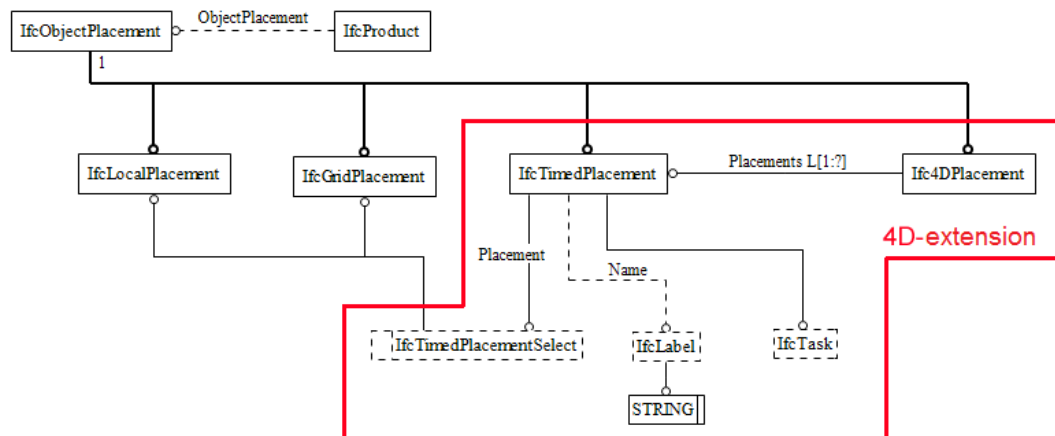 ObjectPlacement
IfcObjectPlacement
IfcProduct
1
IfcLocalPlacement
IfcGridPlacement
IfcTimedPlacement
Placements L[1:?]
Ifc4DPlacement
4D-extension
Placement
Name
IfcTimedPlacementSelect
IfcLabel
IfcTask
STRING